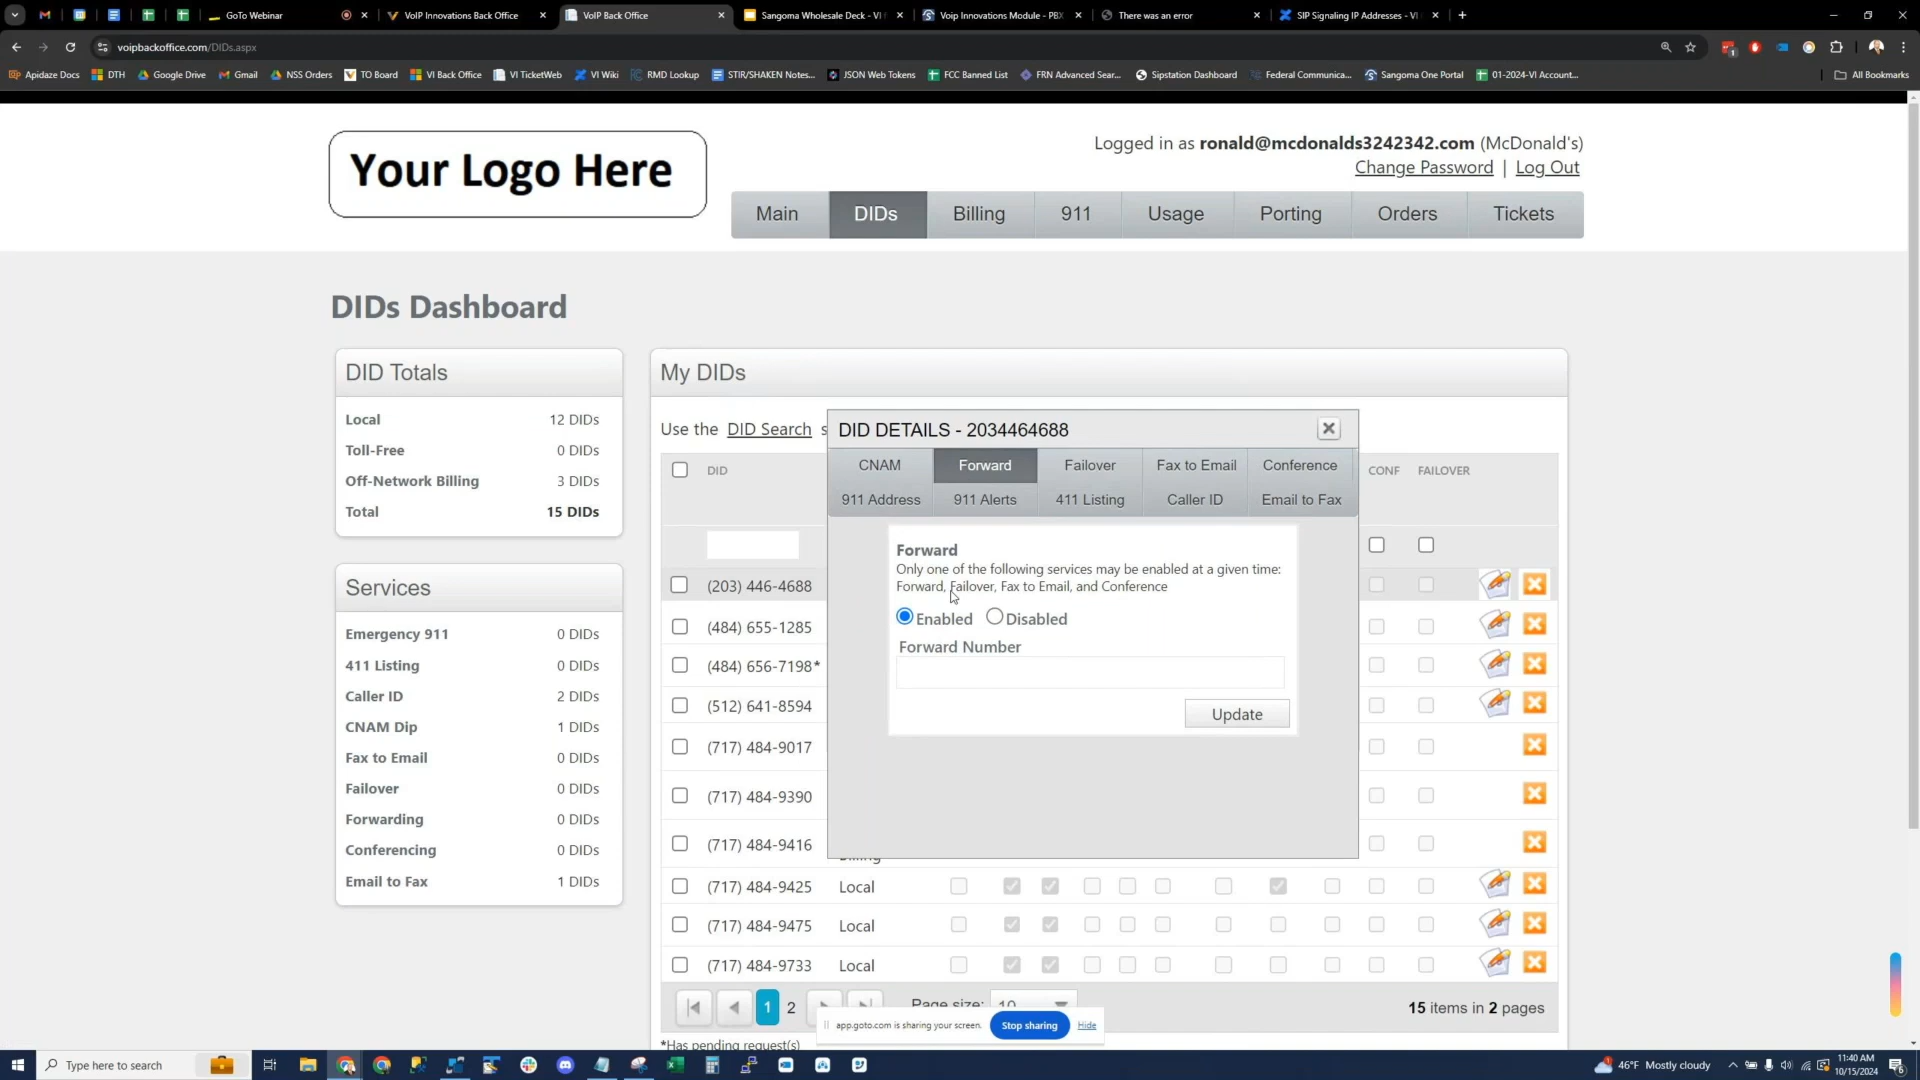 GoTo Webinar
VoIP Innovations Back Office
VoIP Back Office
Sangoma Wholesale Deck - VI
Voip Innovations Module - PBX
There was an error
SIP Signaling IP Addresses - VI
voipbackoffice.com/DIDs.aspx
Apidaze Docs
DTH
Google Drive
Gmail
NSS Orders
TO Board
VI Back Office
VI TicketWeb
VI Wiki
RMD Lookup
STIR/SHAKEN Notes...
JSON Web Tokens
FCC Banned List
FRN Advanced Sear...
Sipstation Dashboard
Federal Communica...
Sangoma One Portal
01-2024-VI Account...
All Bookmarks
Your Logo Here
Logged in as ronald@mcdonalds3242342.com (McDonald's)
Change Password | Log Out
Main DIDs Billing 911 Usage Porting Orders Tickets
DIDs Dashboard
DID Totals
Local 12 DIDs
Toll-Free 0 DIDs
Off-Network Billing 3 DIDs
Total 15 DIDs
Services
Emergency 911 0 DIDs
411 Listing 0 DIDs
Caller ID 2 DIDs
CNAM Dip 1 DIDs
Fax to Email 0 DIDs
Failover 0 DIDs
Forwarding 0 DIDs
Conferencing 0 DIDs
Email to Fax 1 DIDs
My DIDs
Use the DID Search s
DID CONF FAILOVER
(203) 446-4688
(484) 655-1285
(484) 656-7198*
(512) 641-8594
(717) 484-9017
(717) 484-9390
(717) 484-9416
Billing
(717) 484-9425 Local
(717) 484-9475 Local
(717) 484-9733 Local
DID DETAILS - 2034464688
CNAM Forward Failover Fax to Email Conference
911 Address 911 Alerts 411 Listing Caller ID Email to Fax
Forward
Only one of the following services may be enabled at a given time:
Forward, Failover, Fax to Email, and Conference
Enabled Disabled
Forward Number
Update
1 2 Page size: 10 15 items in 2 pages
app.goto.com is sharing your screen. Stop sharing Hide
*Has pending request(s)
Type here to search
46°F Mostly cloudy
11:40 AM
10/15/2024